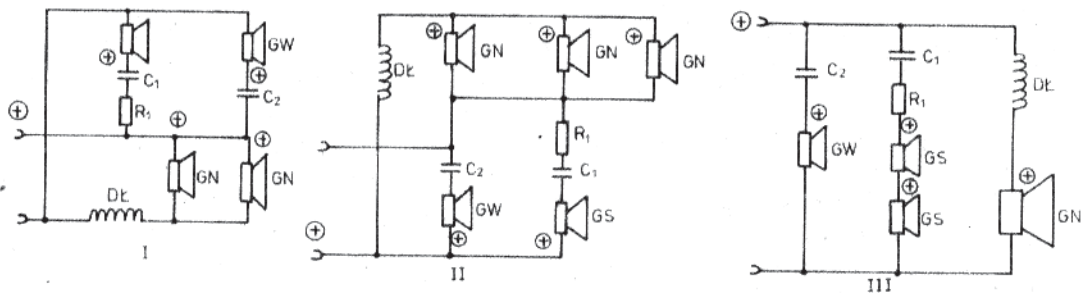 GW
C₁
C₂
R₁
GN
GN
DŁ
I
DŁ
GN
GN
GN
R₁
C₂
C₁
GW
GS
II
C₂
C₁
DŁ
R₁
GW
GS
GS
GN
III